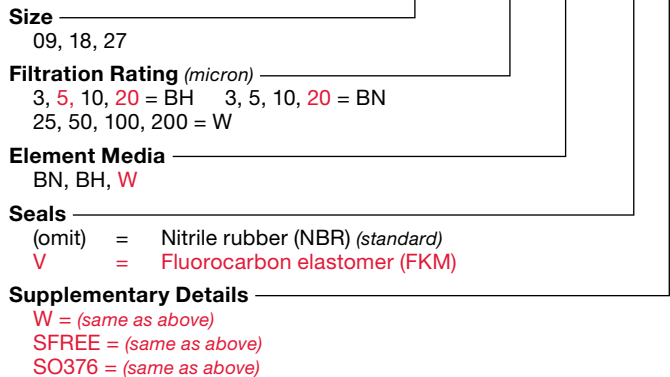 Size
09, 18, 27
Filtration Rating (micron)
3, 5, 10, 20 = BH 3, 5, 10, 20 = BN
25, 50, 100, 200 = W
Element Media
BN, BH, W
Seals
(omit) = Nitrile rubber (NBR) (standard)
V = Fluorocarbon elastomer (FKM)
Supplementary Details
W = (same as above)
SFREE = (same as above)
SO376 = (same as above)